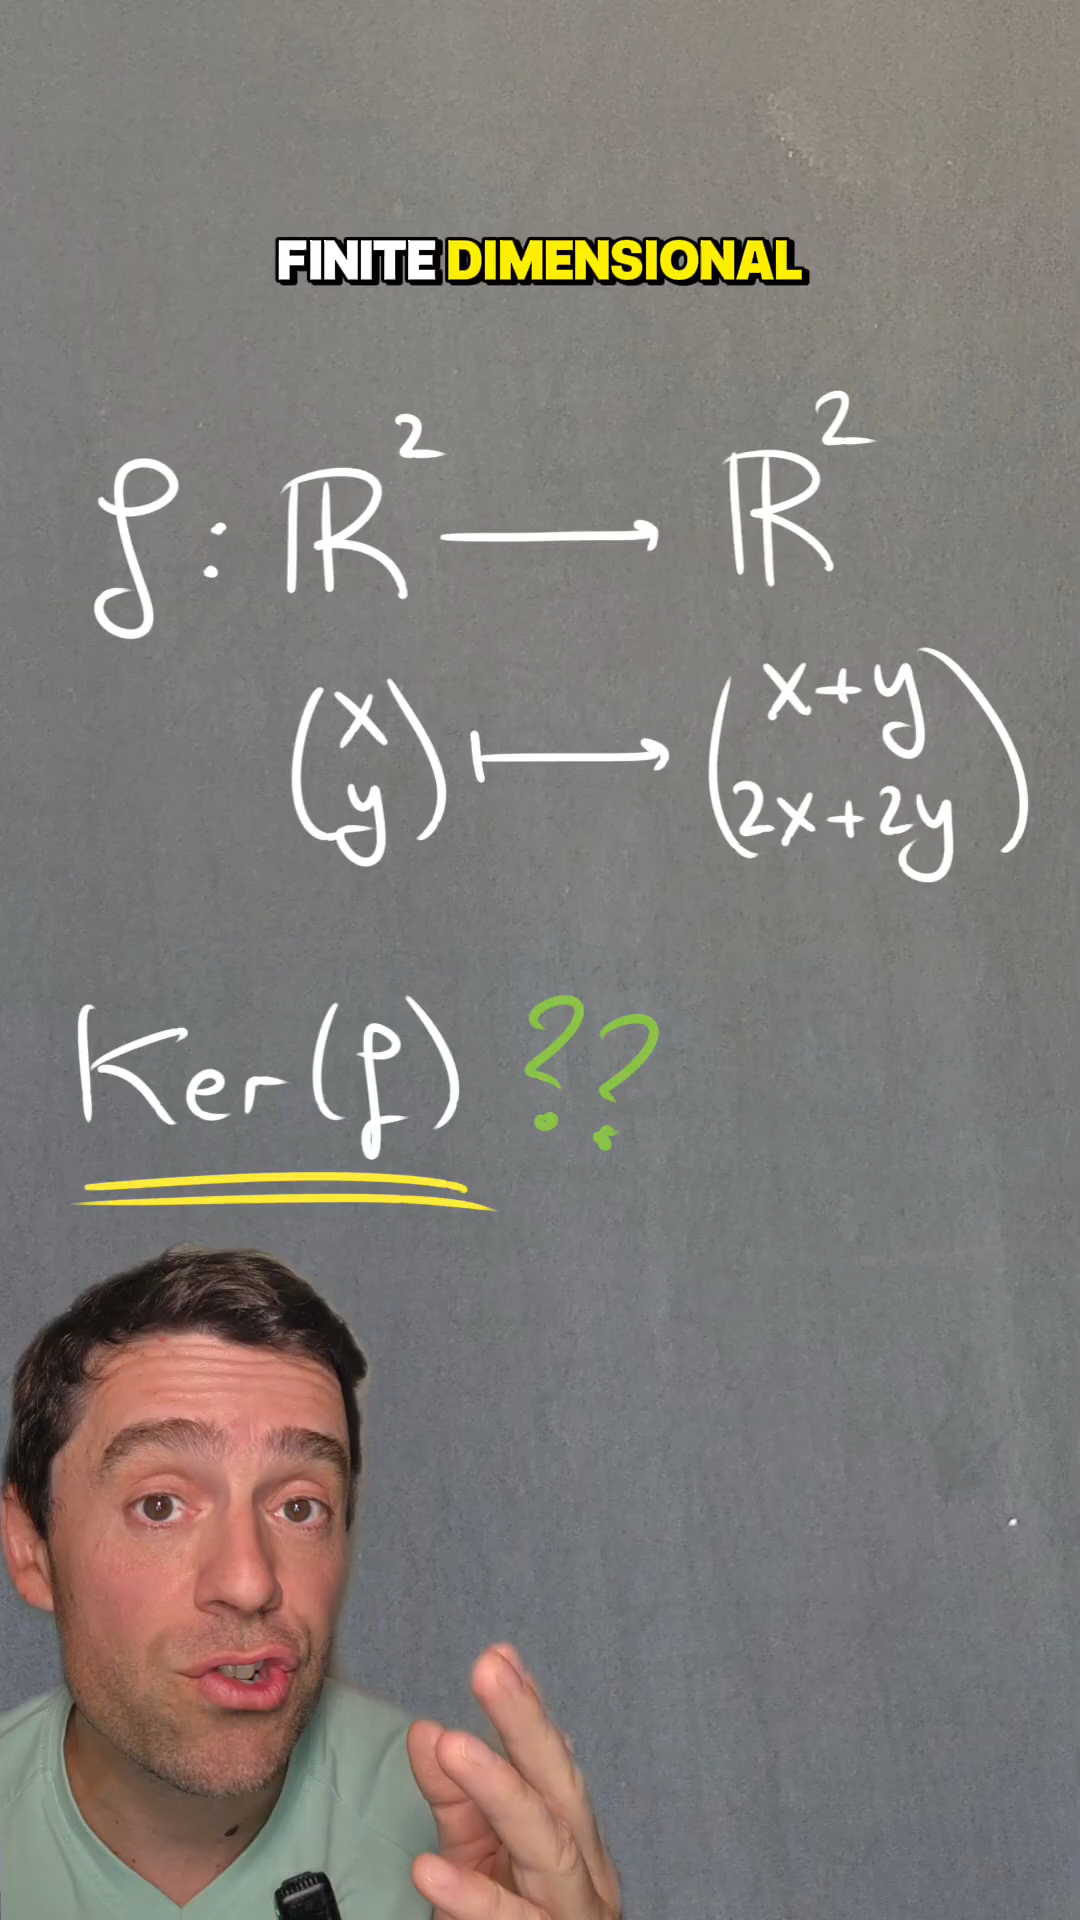 FINITE DIMENSIONAL
f : ℝ² ⟶ ℝ²
(x y) ⟼ (x+y 2x+2y)
Ker(f) ??